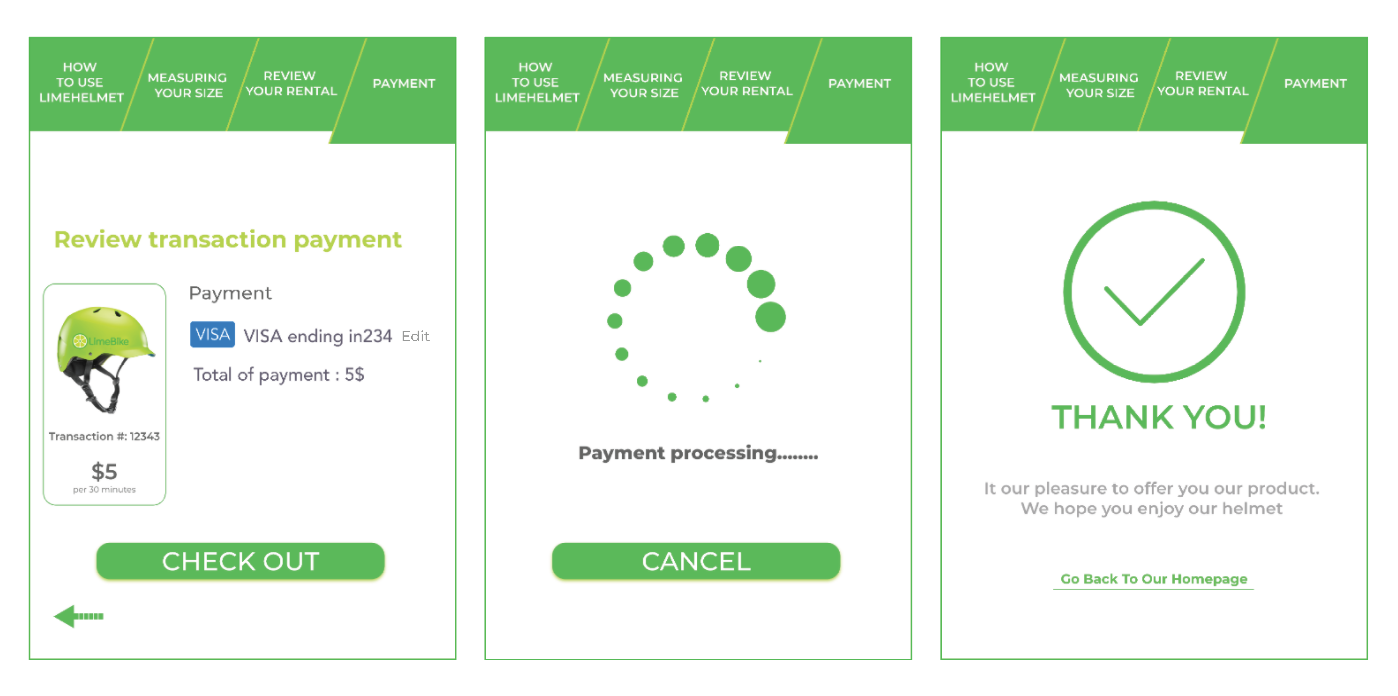 HOW
TO USE
LIMEHELMET
MEASURING
YOUR SIZE
REVIEW
YOUR RENTAL
PAYMENT
Review transaction payment
LimeBike
Transaction #: 12343
$5
per 30 minutes
Payment
VISA VISA ending in234 Edit
Total of payment : 5$
CHECK OUT
HOW
TO USE
LIMEHELMET
MEASURING
YOUR SIZE
REVIEW
YOUR RENTAL
PAYMENT
Payment processing........
CANCEL
HOW
TO USE
LIMEHELMET
MEASURING
YOUR SIZE
REVIEW
YOUR RENTAL
PAYMENT
THANK YOU!
It our pleasure to offer you our product.
We hope you enjoy our helmet
Go Back To Our Homepage